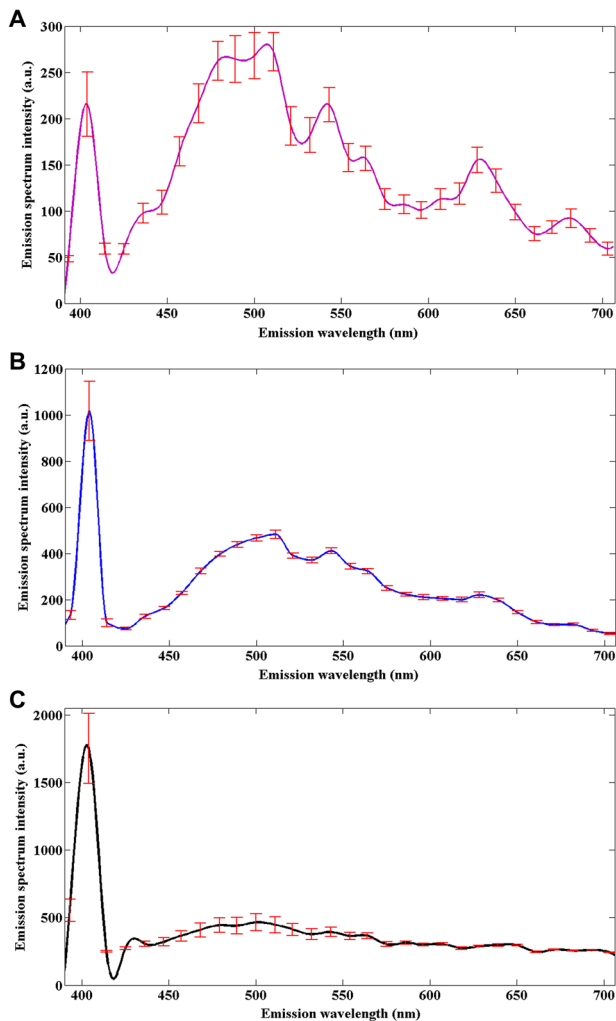 A
Emission spectrum intensity (a.u.)
300
250
200
150
100
50
0
400 450 500 550 600 650 700
Emission wavelength (nm)
B
Emission spectrum intensity (a.u.)
1200
1000
800
600
400
200
0
400 450 500 550 600 650 700
Emission wavelength (nm)
C
Emission spectrum intensity (a.u.)
2000
1500
1000
500
0
400 450 500 550 600 650 700
Emission wavelength (nm)